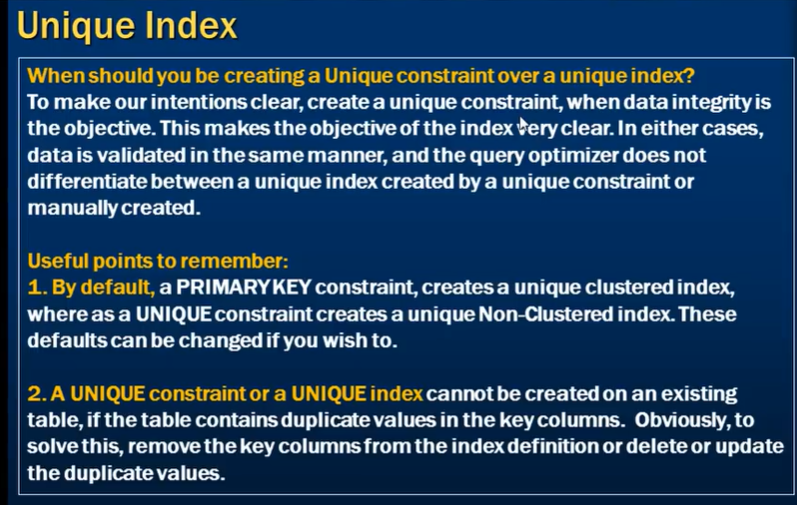 Unique Index
When should you be creating a Unique constraint over a unique index?
To make our intentions clear, create a unique constraint, when data integrity is
the objective. This makes the objective of the index very clear. In either cases,
data is validated in the same manner, and the query optimizer does not
differentiate between a unique index created by a unique constraint or
manually created.
Useful points to remember:
1. By default, a PRIMARY KEY constraint, creates a unique clustered index,
where as a UNIQUE constraint creates a unique Non-Clustered index. These
defaults can be changed if you wish to.
2. A UNIQUE constraint or a UNIQUE index cannot be created on an existing
table, if the table contains duplicate values in the key columns. Obviously, to
solve this, remove the key columns from the index definition or delete or update
the duplicate values.